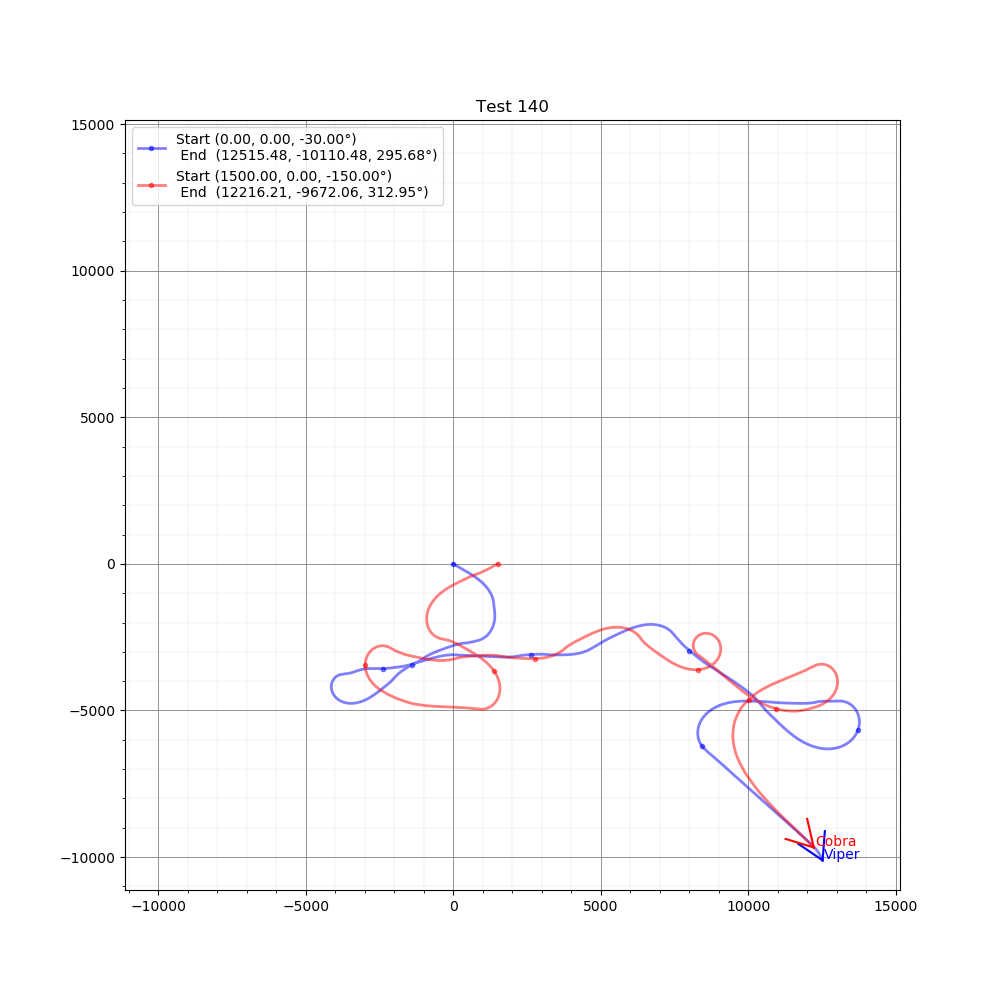 Test 140
Start (0.00, 0.00, -30.00°)
End (12515.48, -10110.48, 295.68°)
Start (1500.00, 0.00, -150.00°)
End (12216.21, -9672.06, 312.95°)
15000
10000
5000
0
−5000
−10000
Cobra
Viper
−10000
−5000
0
5000
10000
15000